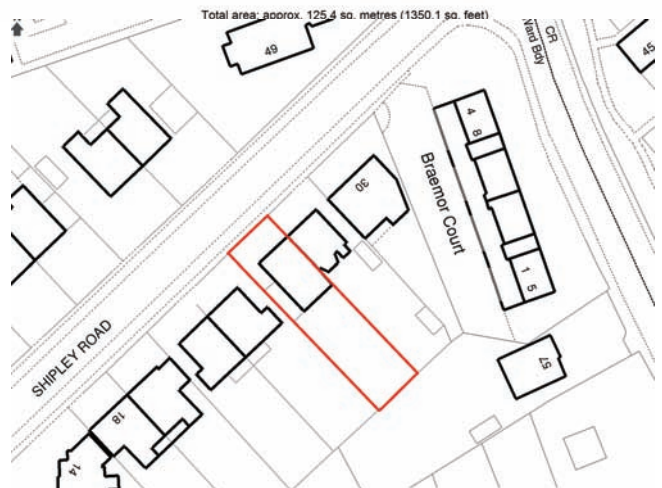 Total area: approx. 125.4 sq. metres (1350.1 sq. feet)
49
CR
Ward Bdy
45
4
8
Braemor Court
30
1
5
SHIPLEY ROAD
57
18
14